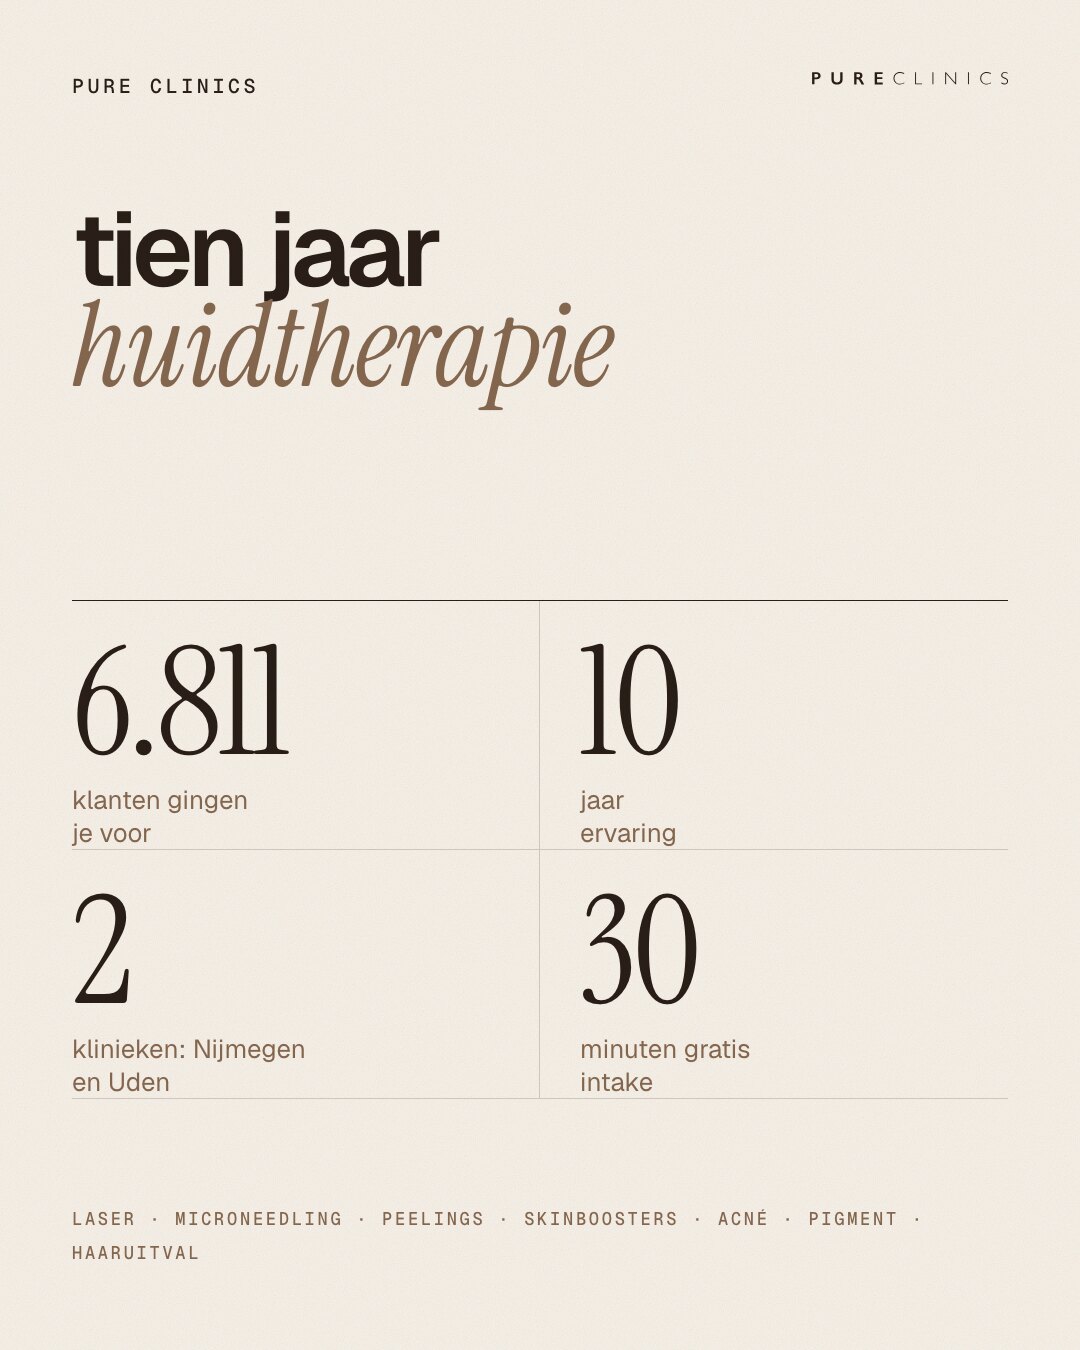 PURE CLINICS
PURECLINICS
tien jaar
huidtherapie
6.811
klanten gingen
je voor
10
jaar
ervaring
2
klinieken: Nijmegen
en Uden
30
minuten gratis
intake
LASER · MICRONEEDLING · PEELINGS · SKINBOOSTERS · ACNÉ · PIGMENT ·
HAARUITVAL